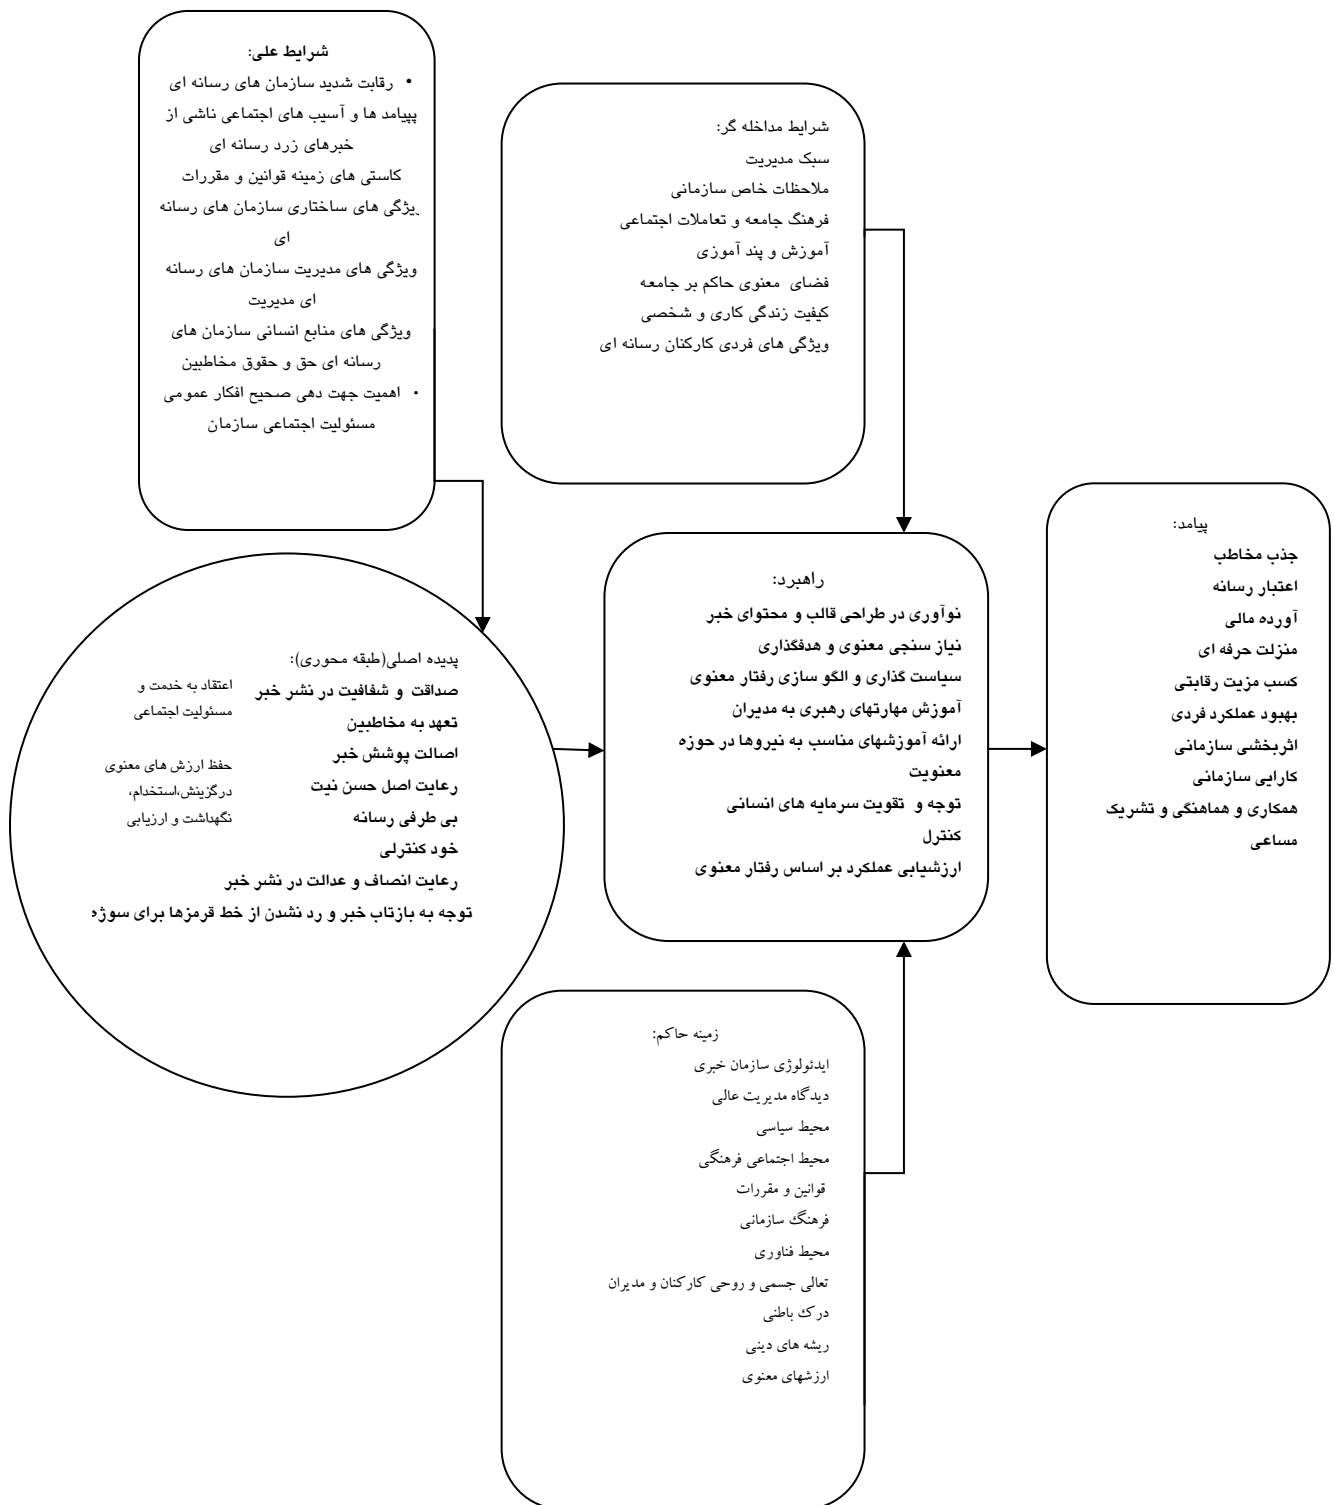 شرایط علی:
• رقابت شدید سازمان های رسانه ای
پیپامد ها و آسیب های اجتماعی ناشی از
خبرهای زرد رسانه ای
کاستی های زمینه قوانین و مقررات
ویژگی های ساختاری سازمان های رسانه
ای
ویژگی های مدیریت سازمان های رسانه
ای مدیریت
ویژگی های منابع انسانی سازمان های
رسانه ای حق و حقوق مخاطبین
• اهمیت جهت دهی صحیح افکار عمومی
مسئولیت اجتماعی سازمان
شرایط مداخله گر:
سبک مدیریت
ملاحظات خاص سازمانی
فرهنگ جامعه و تعاملات اجتماعی
آموزش و پند آموزی
فضای معنوی حاکم بر جامعه
کیفیت زندگی کاری و شخصی
ویژگی های فردی کارکنان رسانه ای
پدیده اصلی(طبقه محوری):
صداقت و شفافیت در نشر خبر
تعهد به مخاطبین
اصالت پوشش خبر
رعایت اصل حسن نیت
بی طرفی رسانه
خود کنترلی
رعایت انصاف و عدالت در نشر خبر
توجه به بازتاب خبر و رد نشدن از خط قرمزها برای سوژه
اعتقاد به خدمت و
مسئولیت اجتماعی
حفظ ارزش های معنوی
درگزینش،استخدام،
نگهداشت و ارزیابی
راهبرد:
نوآوری در طراحی قالب و محتوای خبر
نیاز سنجی معنوی و هدفگذاری
سیاست گذاری و الگو سازی رفتار معنوی
آموزش مهارتهای رهبری به مدیران
ارائه آموزشهای مناسب به نیروها در حوزه
معنویت
توجه و تقویت سرمایه های انسانی
کنترل
ارزشیابی عملکرد بر اساس رفتار معنوی
پیامد:
جذب مخاطب
اعتبار رسانه
آورده مالی
منزلت حرفه ای
کسب مزیت رقابتی
بهبود عملکرد فردی
اثربخشی سازمانی
کارایی سازمانی
همکاری و هماهنگی و تشریک
مساعی
زمینه حاکم:
ایدئولوژی سازمان خبری
دیدگاه مدیریت عالی
محیط سیاسی
محیط اجتماعی فرهنگی
قوانین و مقررات
فرهنگ سازمانی
محیط فناوری
تعالی جسمی و روحی کارکنان و مدیران
درک باطنی
ریشه های دینی
ارزشهای معنوی